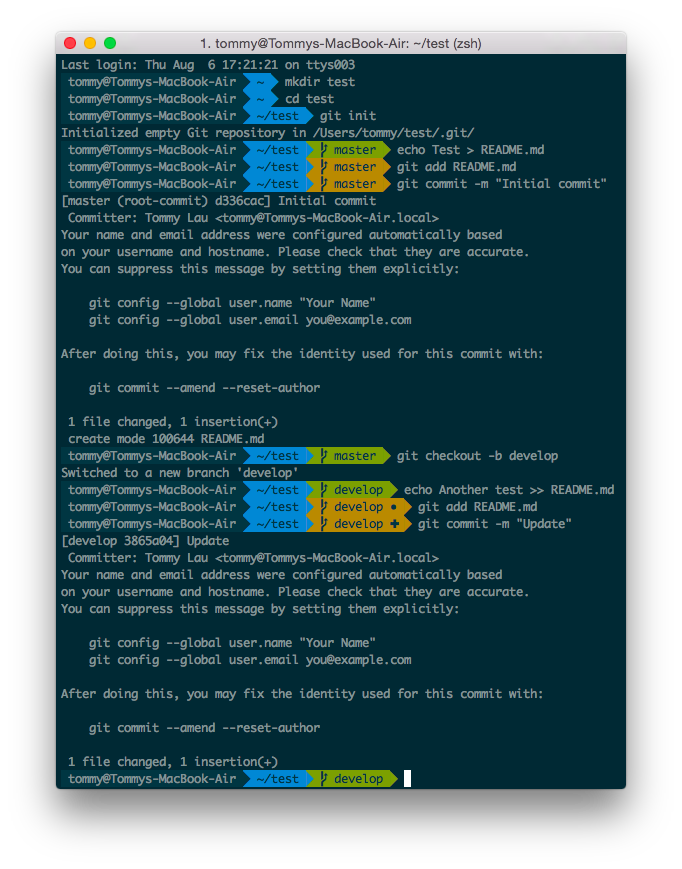 1. tommy@Tommys-MacBook-Air: ~/test (zsh)
Last login: Thu Aug  6 17:21:21 on ttys003
tommy@Tommys-MacBook-Air ~ mkdir test
tommy@Tommys-MacBook-Air ~ cd test
tommy@Tommys-MacBook-Air ~/test git init
Initialized empty Git repository in /Users/tommy/test/.git/
tommy@Tommys-MacBook-Air ~/test master echo Test > README.md
tommy@Tommys-MacBook-Air ~/test master git add README.md
tommy@Tommys-MacBook-Air ~/test master git commit -m "Initial commit"
[master (root-commit) d336cac] Initial commit
 Committer: Tommy Lau <tommy@Tommys-MacBook-Air.local>
Your name and email address were configured automatically based
on your username and hostname. Please check that they are accurate.
You can suppress this message by setting them explicitly:
    git config --global user.name "Your Name"
    git config --global user.email you@example.com
After doing this, you may fix the identity used for this commit with:
    git commit --amend --reset-author
 1 file changed, 1 insertion(+)
 create mode 100644 README.md
tommy@Tommys-MacBook-Air ~/test master git checkout -b develop
Switched to a new branch 'develop'
tommy@Tommys-MacBook-Air ~/test develop echo Another test >> README.md
tommy@Tommys-MacBook-Air ~/test develop • git add README.md
tommy@Tommys-MacBook-Air ~/test develop ✚ git commit -m "Update"
[develop 3865a04] Update
 Committer: Tommy Lau <tommy@Tommys-MacBook-Air.local>
Your name and email address were configured automatically based
on your username and hostname. Please check that they are accurate.
You can suppress this message by setting them explicitly:
    git config --global user.name "Your Name"
    git config --global user.email you@example.com
After doing this, you may fix the identity used for this commit with:
    git commit --amend --reset-author
 1 file changed, 1 insertion(+)
tommy@Tommys-MacBook-Air ~/test develop